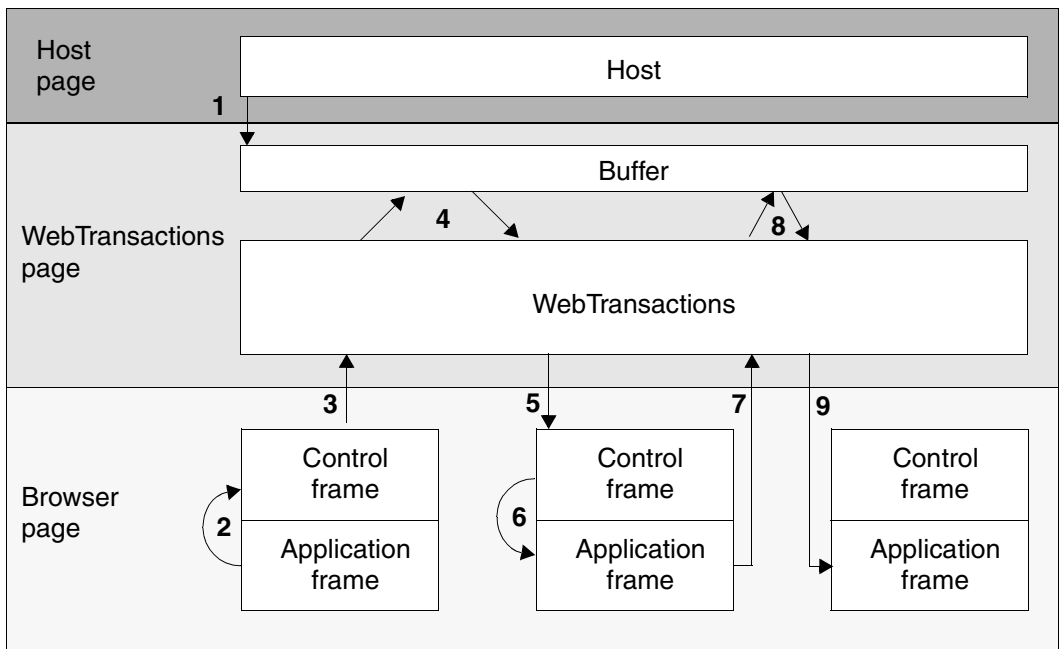 Host
page
Host
1
Buffer
4
8
WebTransactions
page
WebTransactions
3
5
7
9
Browser
page
Control
frame
2
Application
frame
Control
frame
6
Application
frame
Control
frame
Application
frame